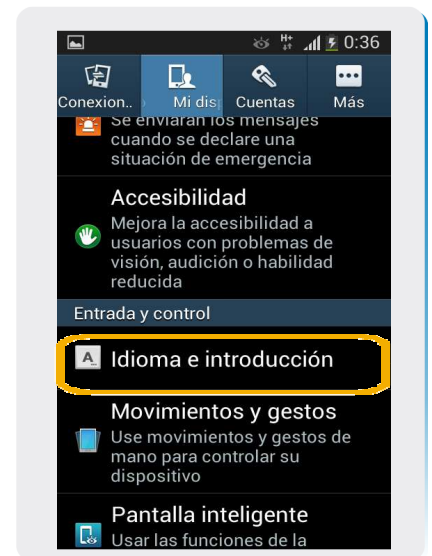 H+ 0:36
Conexion.. Mi dis Cuentas Más
Se enviarán los mensajes
cuando se declare una
situación de emergencia
Accesibilidad
Mejora la accesibilidad a
usuarios con problemas de
visión, audición o habilidad
reducida
Entrada y control
A Idioma e introducción
Movimientos y gestos
Use movimientos y gestos de
mano para controlar su
dispositivo
Pantalla inteligente
Usar las funciones de la